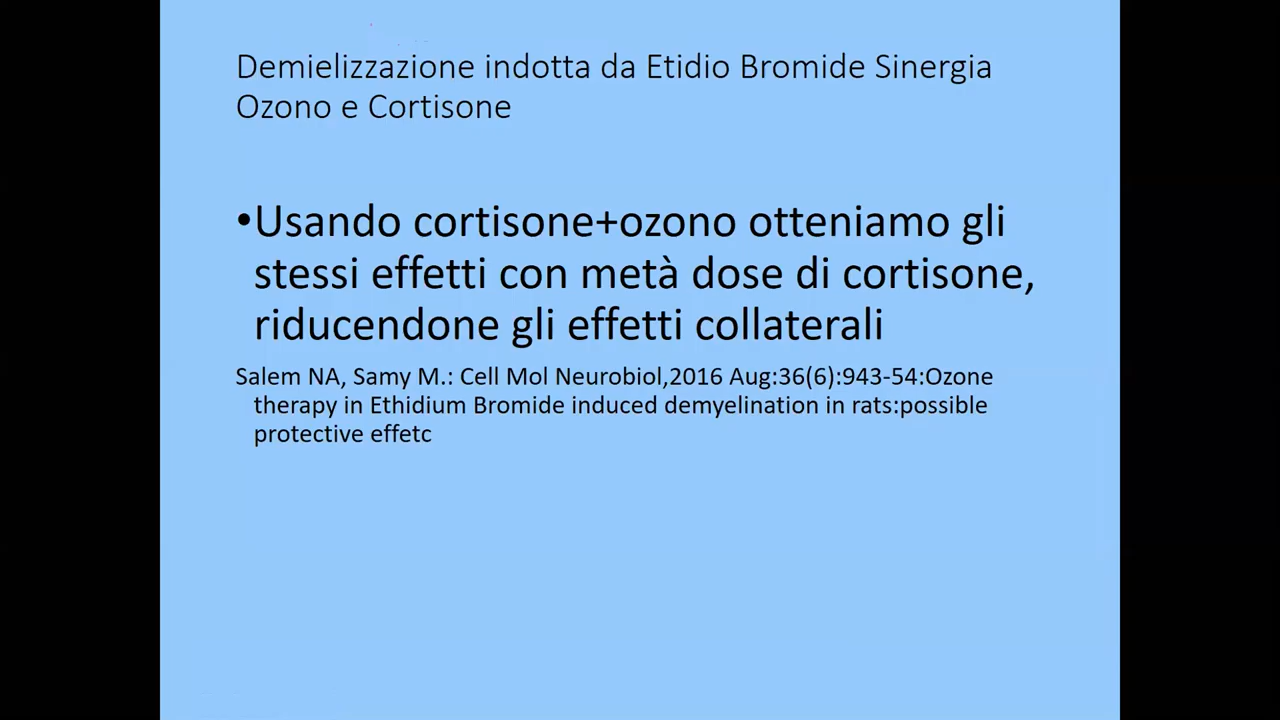 Demielizzazione indotta da Etidio Bromide Sinergia
Ozono e Cortisone
•Usando cortisone+ozono otteniamo gli
stessi effetti con metà dose di cortisone,
riducendone gli effetti collaterali
Salem NA, Samy M.: Cell Mol Neurobiol,2016 Aug:36(6):943-54:Ozone
therapy in Ethidium Bromide induced demyelination in rats:possible
protective effetc